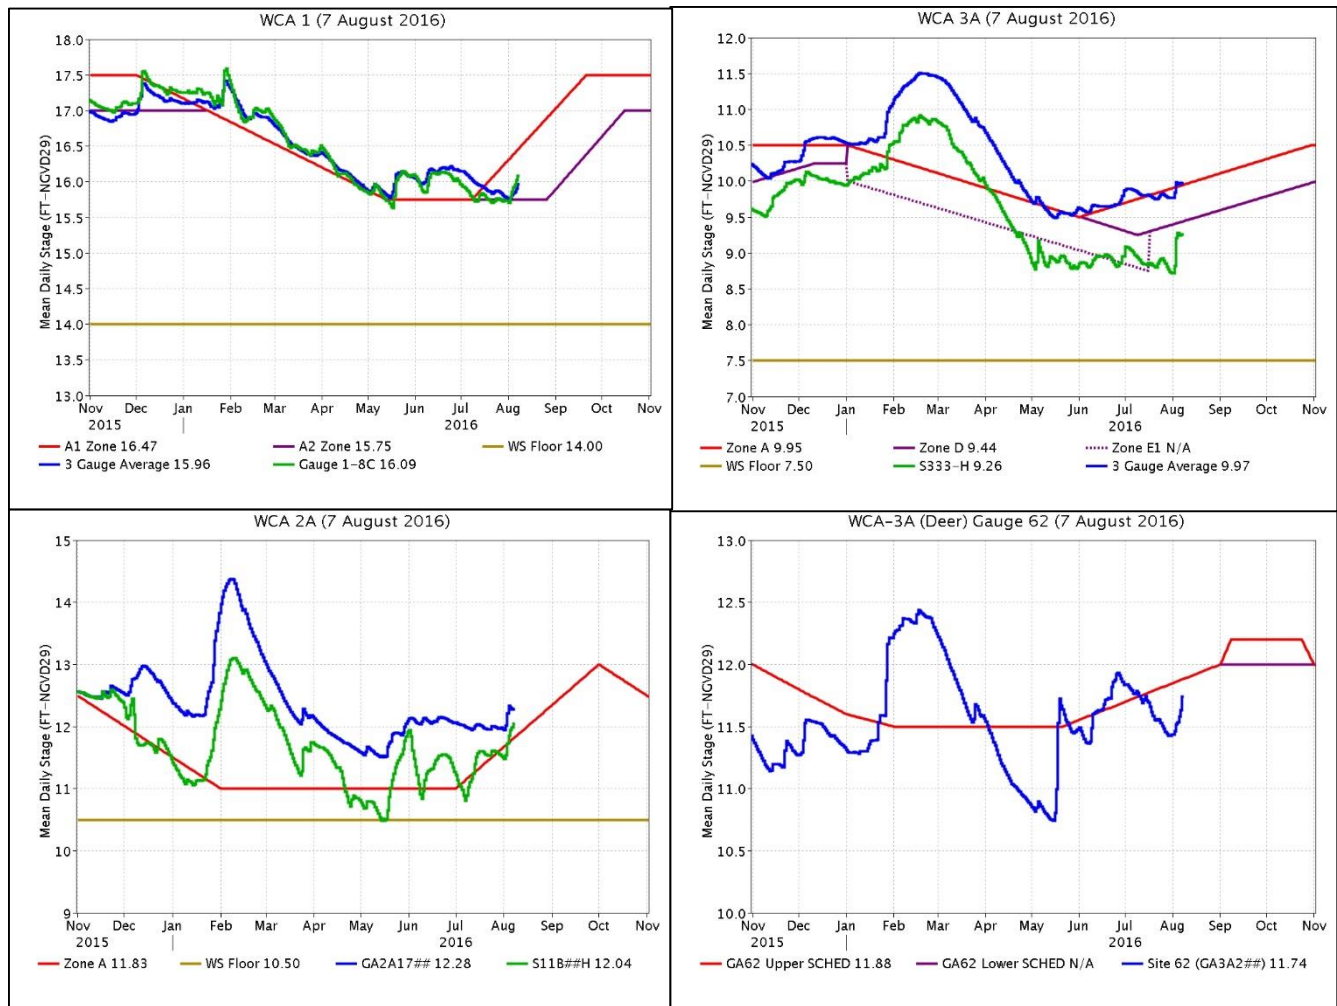 WCA 1 (7 August 2016)
Mean Daily Stage (FT-NGVD29)
18.0
17.5
17.0
16.5
16.0
15.5
15.0
14.5
14.0
13.5
13.0
Nov Dec Jan Feb Mar Apr May Jun Jul Aug Sep Oct Nov
2015 2016
A1 Zone 16.47 A2 Zone 15.75 WS Floor 14.00
3 Gauge Average 15.96 Gauge 1-8C 16.09
WCA 3A (7 August 2016)
Mean Daily Stage (FT-NGVD29)
12.0
11.5
11.0
10.5
10.0
9.5
9.0
8.5
8.0
7.5
7.0
Nov Dec Jan Feb Mar Apr May Jun Jul Aug Sep Oct Nov
2015 2016
Zone A 9.95 Zone D 9.44 Zone E1 N/A
WS Floor 7.50 S333-H 9.26 3 Gauge Average 9.97
WCA 2A (7 August 2016)
Mean Daily Stage (FT-NGVD29)
15
14
13
12
11
10
9
Nov Dec Jan Feb Mar Apr May Jun Jul Aug Sep Oct Nov
2015 2016
Zone A 11.83 WS Floor 10.50 GA2A17## 12.28 S11B##H 12.04
WCA-3A (Deer) Gauge 62 (7 August 2016)
Mean Daily Stage (FT-NGVD29)
13.0
12.5
12.0
11.5
11.0
10.5
10.0
Nov Dec Jan Feb Mar Apr May Jun Jul Aug Sep Oct Nov
2015 2016
GA62 Upper SCHED 11.88 GA62 Lower SCHED N/A Site 62 (GA3A2##) 11.74